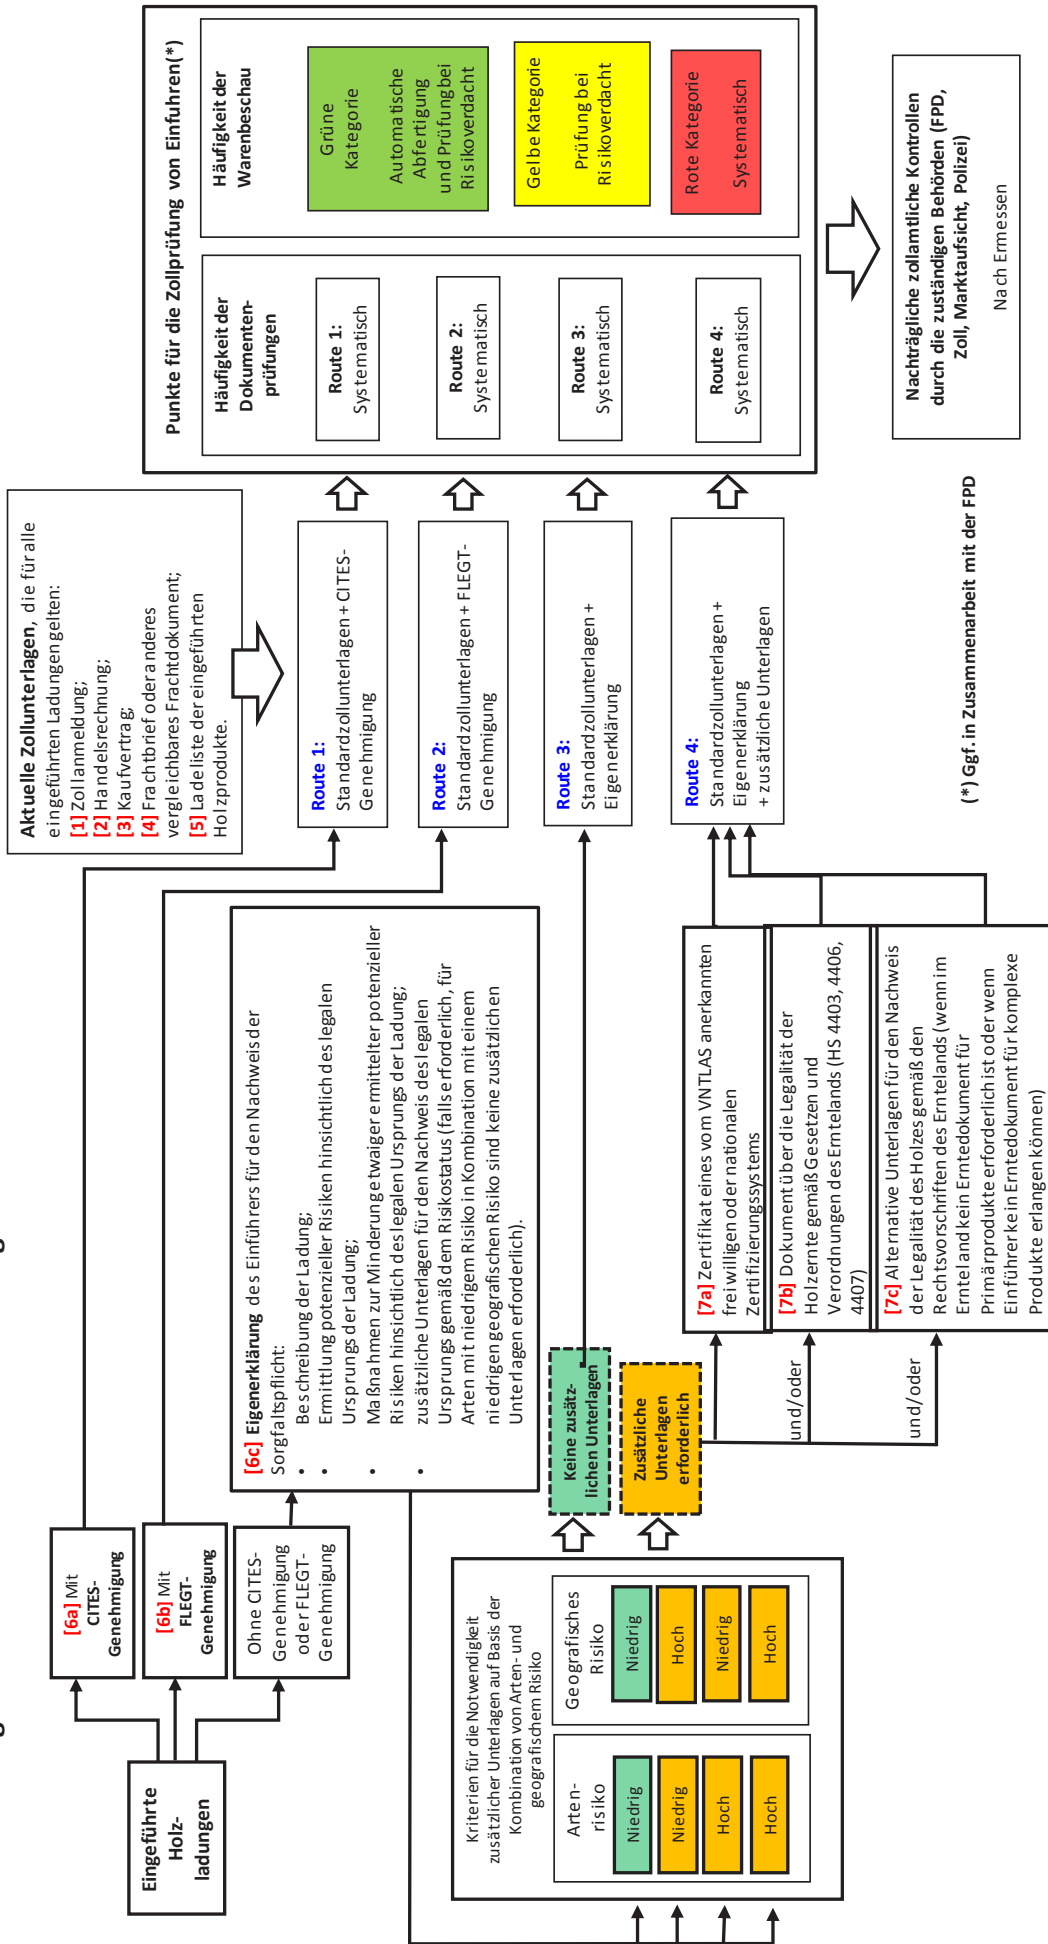 Eingeführte
Holz-
ladungen
[6a] Mit
CITES-
Genehmigung
[6b] Mit
FLEGT-
Genehmigung
Ohne CITES-
Genehmigung
oder FLEGT-
Genehmigung
[6c] Eigenerklärung des Einführers für den Nachweis der
Sorgfaltspflicht:
• Beschreibung der Ladung;
• Ermittlung potenzieller Risiken hinsichtlich des legalen
Ursprungs der Ladung;
• Maßnahmen zur Minderung etwaiger ermittelter potenzieller
Risiken hinsichtlich des legalen Ursprungs der Ladung;
• zusätzliche Unterlagen für den Nachweis des legalen
Ursprungs gemäß dem Risikostatus (falls erforderlich, für
Arten mit niedrigem Risiko in Kombination mit einem
niedrigen geografischen Risiko sind keine zusätzlichen
Unterlagen erforderlich).
Kriterien für die Notwendigkeit
zusätzlicher Unterlagen auf Basis der
Kombination von Arten- und
geografischem Risiko
Arten-
risiko
Geografisches
Risiko
Niedrig
Niedrig
Niedrig
Hoch
Hoch
Niedrig
Hoch
Hoch
Keine zusätz-
lichen Unterlagen
Zusätzliche
Unterlagen
erforderlich
und/oder
und/oder
[7a] Zertifikat eines vom VNTLAS anerkannten
freiwilligen oder nationalen
Zertifizierungssystems
[7b] Dokument über die Legalität der
Holzernte gemäß Gesetzen und
Verordnungen des Erntelands (HS 4403, 4406,
4407)
[7c] Alternative Unterlagen für den Nachweis
der Legalität des Holzes gemäß den
Rechtsvorschriften des Erntelands (wenn im
Ernteland kein Erntedokument für
Primärprodukte erforderlich ist oder wenn
Einführer kein Erntedokument für komplexe
Produkte erlangen können)
Aktuelle Zollunterlagen, die für alle
eingeführten Ladungen gelten:
[1] Zollanmeldung;
[2] Handelsrechnung;
[3] Kaufvertrag;
[4] Frachtbrief oder anderes
vergleichbares Frachtdokument;
[5] Ladeliste der eingeführten
Holzprodukte.
Route 1:
Standardzollunterlagen + CITES-
Genehmigung
Route 2:
Standardzollunterlagen + FLEGT-
Genehmigung
Route 3:
Standardzollunterlagen +
Eigenerklärung
Route 4:
Standardzollunterlagen +
Eigenerklärung
+ zusätzliche Unterlagen
Punkte für die Zollprüfung von Einfuhren(*)
Häufigkeit der
Dokumenten-
prüfungen
Route 1:
Systematisch
Route 2:
Systematisch
Route 3:
Systematisch
Route 4:
Systematisch
Häufigkeit der
Warenbeschau
Grüne
Kategorie
Automatische
Abfertigung
und Prüfung bei
Risikoverdacht
Gelbe Kategorie
Prüfung bei
Risikoverdacht
Rote Kategorie
Systematisch
Nachträgliche zollamtliche Kontrollen
durch die zuständigen Behörden (FPD,
Zoll, Marktaufsicht, Polizei)
Nach Ermessen
(*) Ggf. in Zusammenarbeit mit der FPD